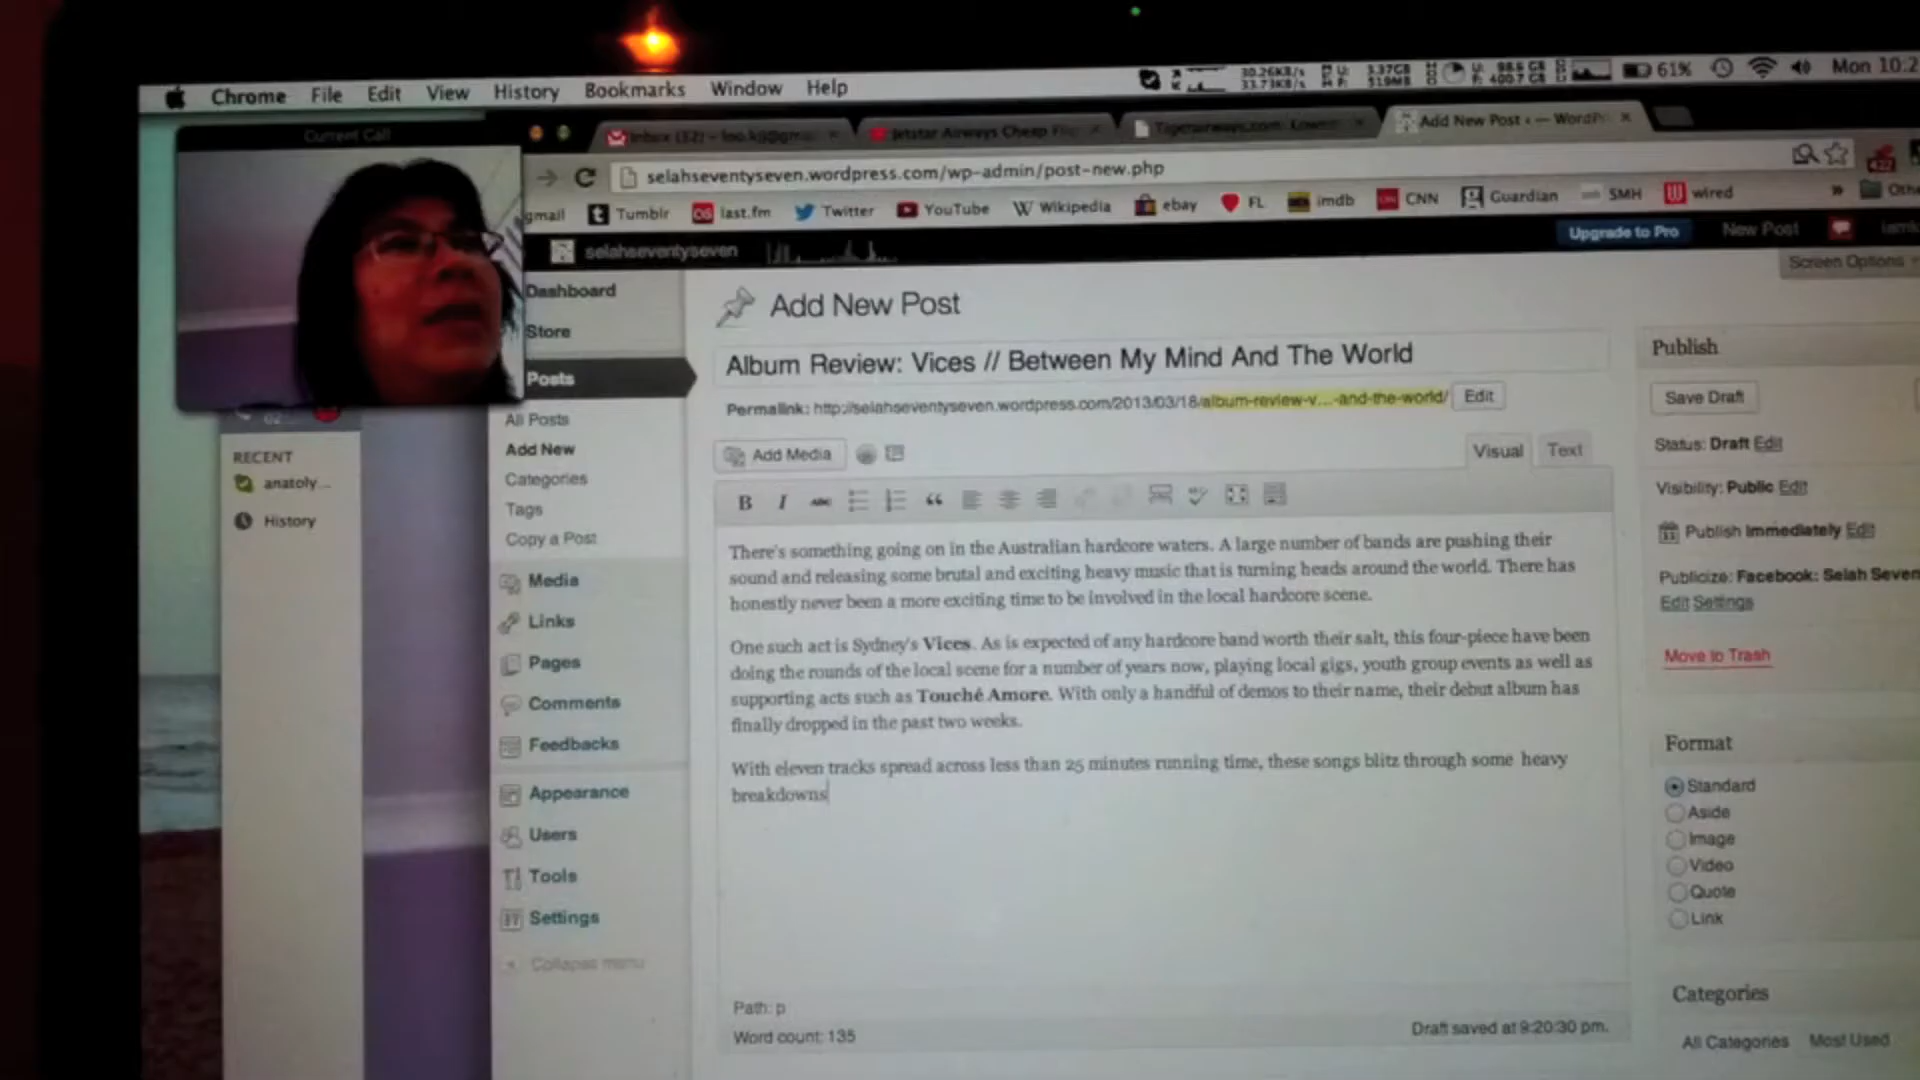 Chrome File Edit View History Bookmarks Window Help
61% Mon 10:2
Current Call
Add New Post ‹ — WordPr
selahseventyseven.wordpress.com/wp-admin/post-new.php
gmail Tumblr last.fm Twitter YouTube Wikipedia ebay FL imdb CNN Guardian SMH wired » Othe
selahseventyseven Upgrade to Pro New Post
Screen Options
Dashboard
Store
Posts
All Posts
Add New
Categories
Tags
Copy a Post
Media
Links
Pages
Comments
Feedbacks
Appearance
Users
Tools
Settings
Collapse menu
RECENT
anatoly...
History
Add New Post
Album Review: Vices // Between My Mind And The World
Permalink: http://selahseventyseven.wordpress.com/2013/03/18/album-review-v...-and-the-world/ Edit
Add Media Visual Text
B I ABC
There's something going on in the Australian hardcore waters. A large number of bands are pushing their
sound and releasing some brutal and exciting heavy music that is turning heads around the world. There has
honestly never been a more exciting time to be involved in the local hardcore scene.
One such act is Sydney's Vices. As is expected of any hardcore band worth their salt, this four-piece have been
doing the rounds of the local scene for a number of years now, playing local gigs, youth group events as well as
supporting acts such as Touché Amore. With only a handful of demos to their name, their debut album has
finally dropped in the past two weeks.
With eleven tracks spread across less than 25 minutes running time, these songs blitz through some heavy
breakdowns
Path: p
Word count: 135 Draft saved at 9:20:30 pm.
Publish
Save Draft
Status: Draft Edit
Visibility: Public Edit
Publish Immediately Edit
Publicize: Facebook: Selah Seven
Edit Settings
Move to Trash
Format
Standard
Aside
Image
Video
Quote
Link
Categories
All Categories Most Used